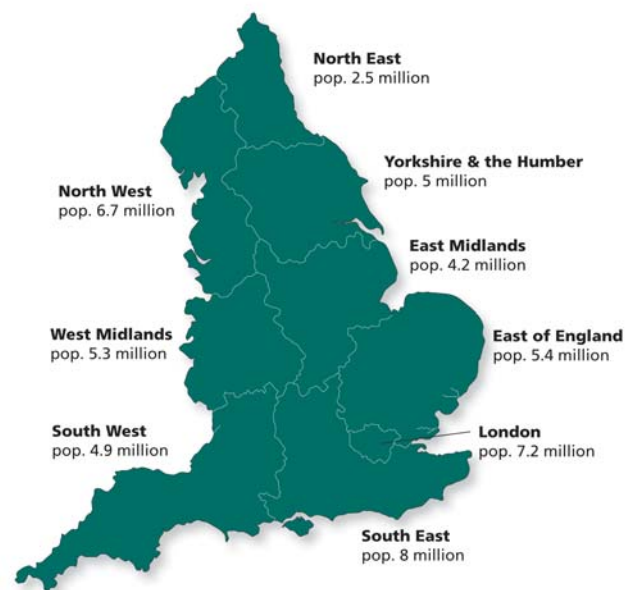 North East
pop. 2.5 million
Yorkshire & the Humber
pop. 5 million
North West
pop. 6.7 million
East Midlands
pop. 4.2 million
West Midlands
pop. 5.3 million
East of England
pop. 5.4 million
South West
pop. 4.9 million
London
pop. 7.2 million
South East
pop. 8 million